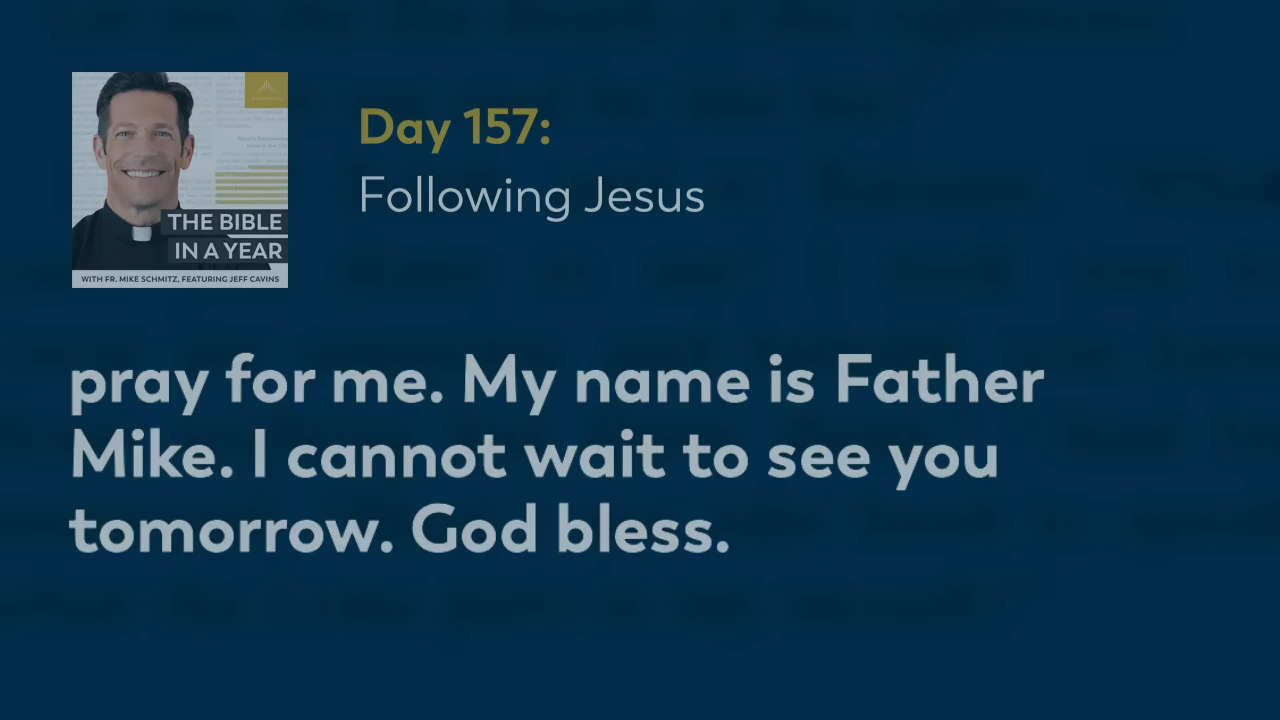 Day 157:
Following Jesus
THE BIBLE
IN A YEAR
WITH FR. MIKE SCHMITZ, FEATURING JEFF CAVINS
pray for me. My name is Father
Mike. I cannot wait to see you
tomorrow. God bless.